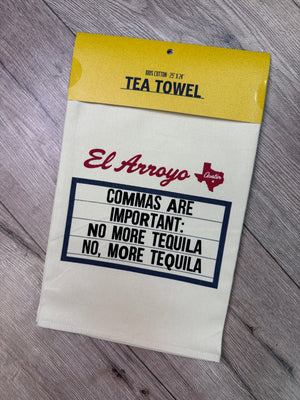 100% COTTON · 25" X 24"
TEA TOWEL
El Arroyo
Austin
COMMAS ARE
IMPORTANT:
NO MORE TEQUILA
NO, MORE TEQUILA